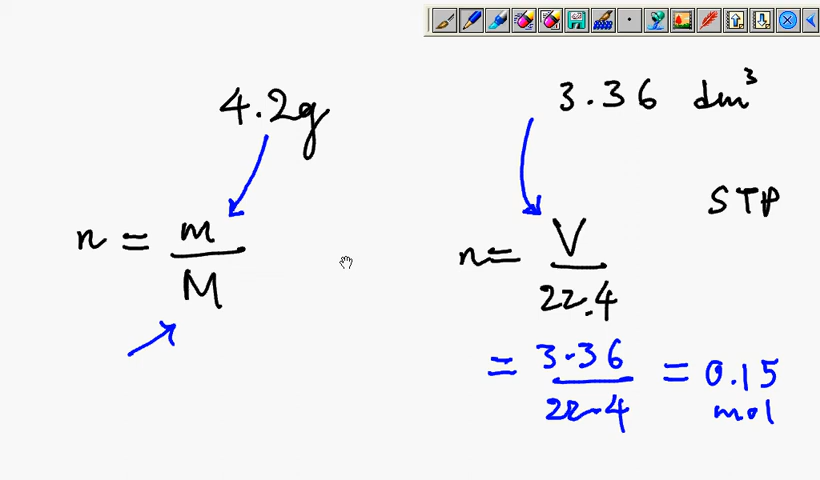 4.2g
n = m / M
3.36 dm³
STP
n = V / 22.4
= 3.36 / 22.4 = 0.15 mol